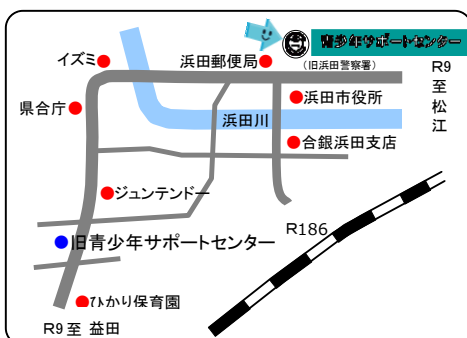 青少年サポートセンター
イズミ
浜田郵便局
(旧浜田警察署)
R9
至
松
江
県合庁
浜田市役所
浜田川
合銀浜田支店
ジュンテンドー
R186
旧青少年サポートセンター
ひかり保育園
R9至 益田